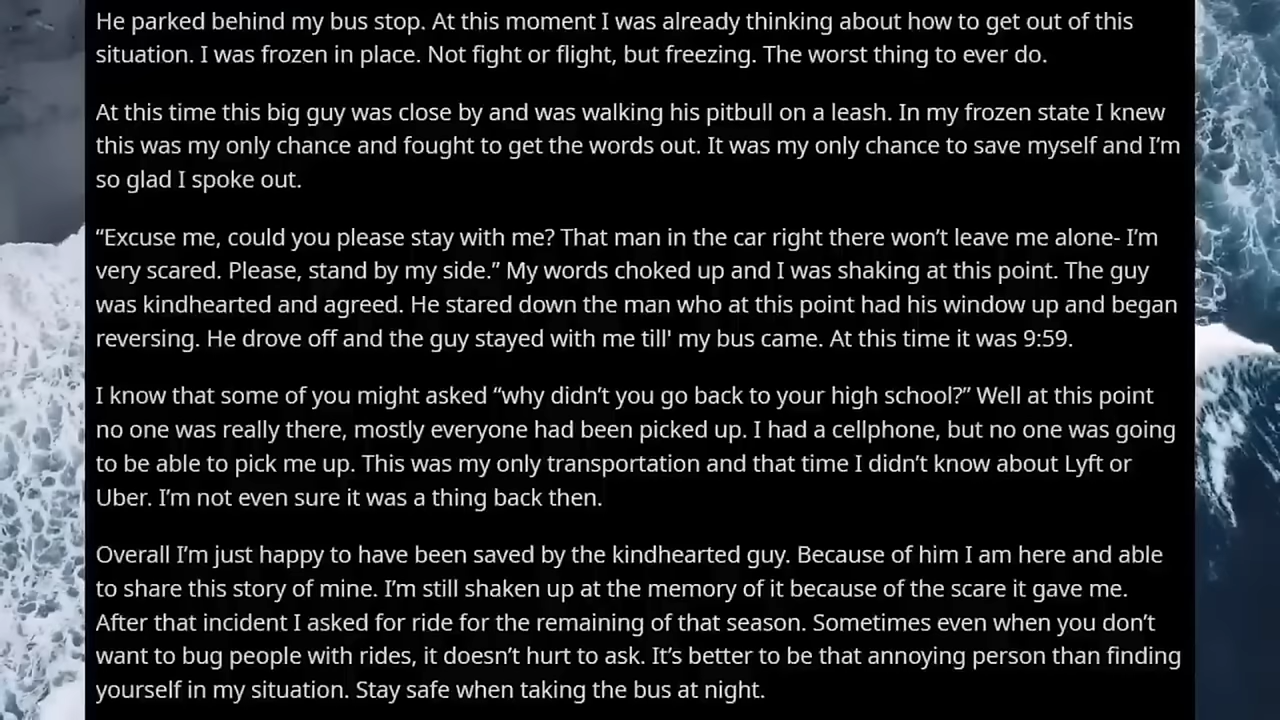 He parked behind my bus stop. At this moment I was already thinking about how to get out of this
situation. I was frozen in place. Not fight or flight, but freezing. The worst thing to ever do.
At this time this big guy was close by and was walking his pitbull on a leash. In my frozen state I knew
this was my only chance and fought to get the words out. It was my only chance to save myself and I’m
so glad I spoke out.
“Excuse me, could you please stay with me? That man in the car right there won’t leave me alone- I’m
very scared. Please, stand by my side.” My words choked up and I was shaking at this point. The guy
was kindhearted and agreed. He stared down the man who at this point had his window up and began
reversing. He drove off and the guy stayed with me till' my bus came. At this time it was 9:59.
I know that some of you might asked “why didn’t you go back to your high school?” Well at this point
no one was really there, mostly everyone had been picked up. I had a cellphone, but no one was going
to be able to pick me up. This was my only transportation and that time I didn’t know about Lyft or
Uber. I’m not even sure it was a thing back then.
Overall I’m just happy to have been saved by the kindhearted guy. Because of him I am here and able
to share this story of mine. I’m still shaken up at the memory of it because of the scare it gave me.
After that incident I asked for ride for the remaining of that season. Sometimes even when you don’t
want to bug people with rides, it doesn’t hurt to ask. It’s better to be that annoying person than finding
yourself in my situation. Stay safe when taking the bus at night.